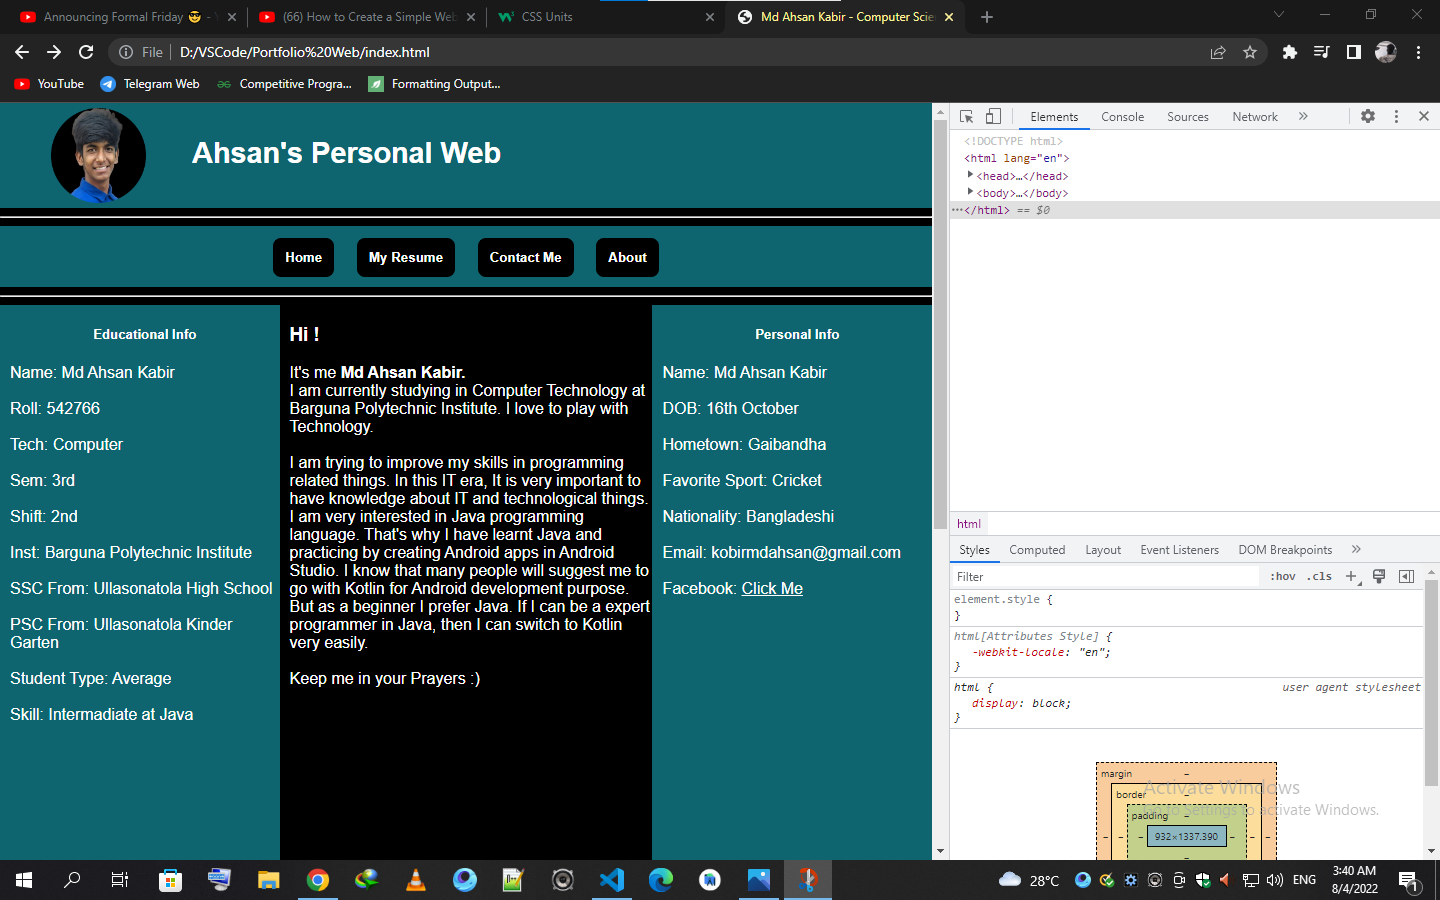 Announcing Formal Friday 😎 -
(66) How to Create a Simple Web
CSS Units
Md Ahsan Kabir - Computer Scie
File
D:/VSCode/Portfolio%20Web/index.html
YouTube
Telegram Web
Competitive Progra...
Formatting Output...
Ahsan's Personal Web
Home
My Resume
Contact Me
About
Educational Info
Name: Md Ahsan Kabir
Roll: 542766
Tech: Computer
Sem: 3rd
Shift: 2nd
Inst: Barguna Polytechnic Institute
SSC From: Ullasonatola High School
PSC From: Ullasonatola Kinder
Garten
Student Type: Average
Skill: Intermadiate at Java
Hi !
It's me Md Ahsan Kabir.
I am currently studying in Computer Technology at
Barguna Polytechnic Institute. I love to play with
Technology.
I am trying to improve my skills in programming
related things. In this IT era, It is very important to
have knowledge about IT and technological things.
I am very interested in Java programming
language. That's why I have learnt Java and
practicing by creating Android apps in Android
Studio. I know that many people will suggest me to
go with Kotlin for Android development purpose.
But as a beginner I prefer Java. If I can be a expert
programmer in Java, then I can switch to Kotlin
very easily.
Keep me in your Prayers :)
Personal Info
Name: Md Ahsan Kabir
DOB: 16th October
Hometown: Gaibandha
Favorite Sport: Cricket
Nationality: Bangladeshi
Email: kobirmdahsan@gmail.com
Facebook: Click Me
Elements
Console
Sources
Network
»
<!DOCTYPE html>
<html lang="en">
<head>…</head>
<body>…</body>
…</html> == $0
html
Styles
Computed
Layout
Event Listeners
DOM Breakpoints
»
Filter
:hov
.cls
+
element.style {
}
html[Attributes Style] {
-webkit-locale: "en";
}
html {
user agent stylesheet
display: block;
}
margin
–
border
–
padding
–
– – – 932×1337.390 – – –
–
Activate Windows
Go to Settings to activate Windows.
28°C
ENG
3:40 AM
8/4/2022
1